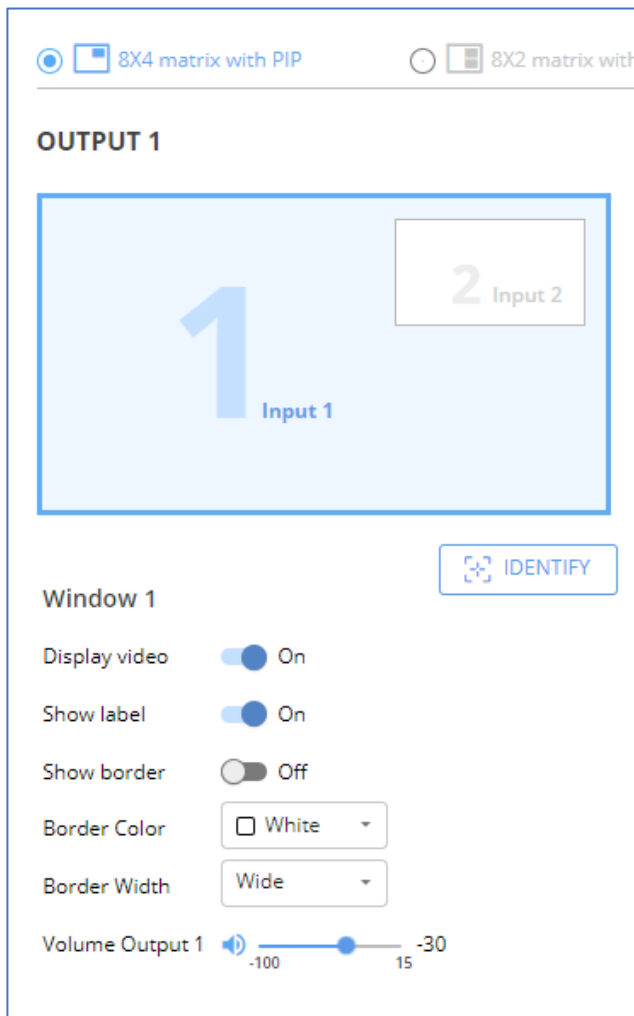 8X4 matrix with PIP 8X2 matrix with
OUTPUT 1
2 Input 2
1 Input 1
IDENTIFY
Window 1
Display video On
Show label On
Show border Off
Border Color White
Border Width Wide
Volume Output 1 -30
-100 15